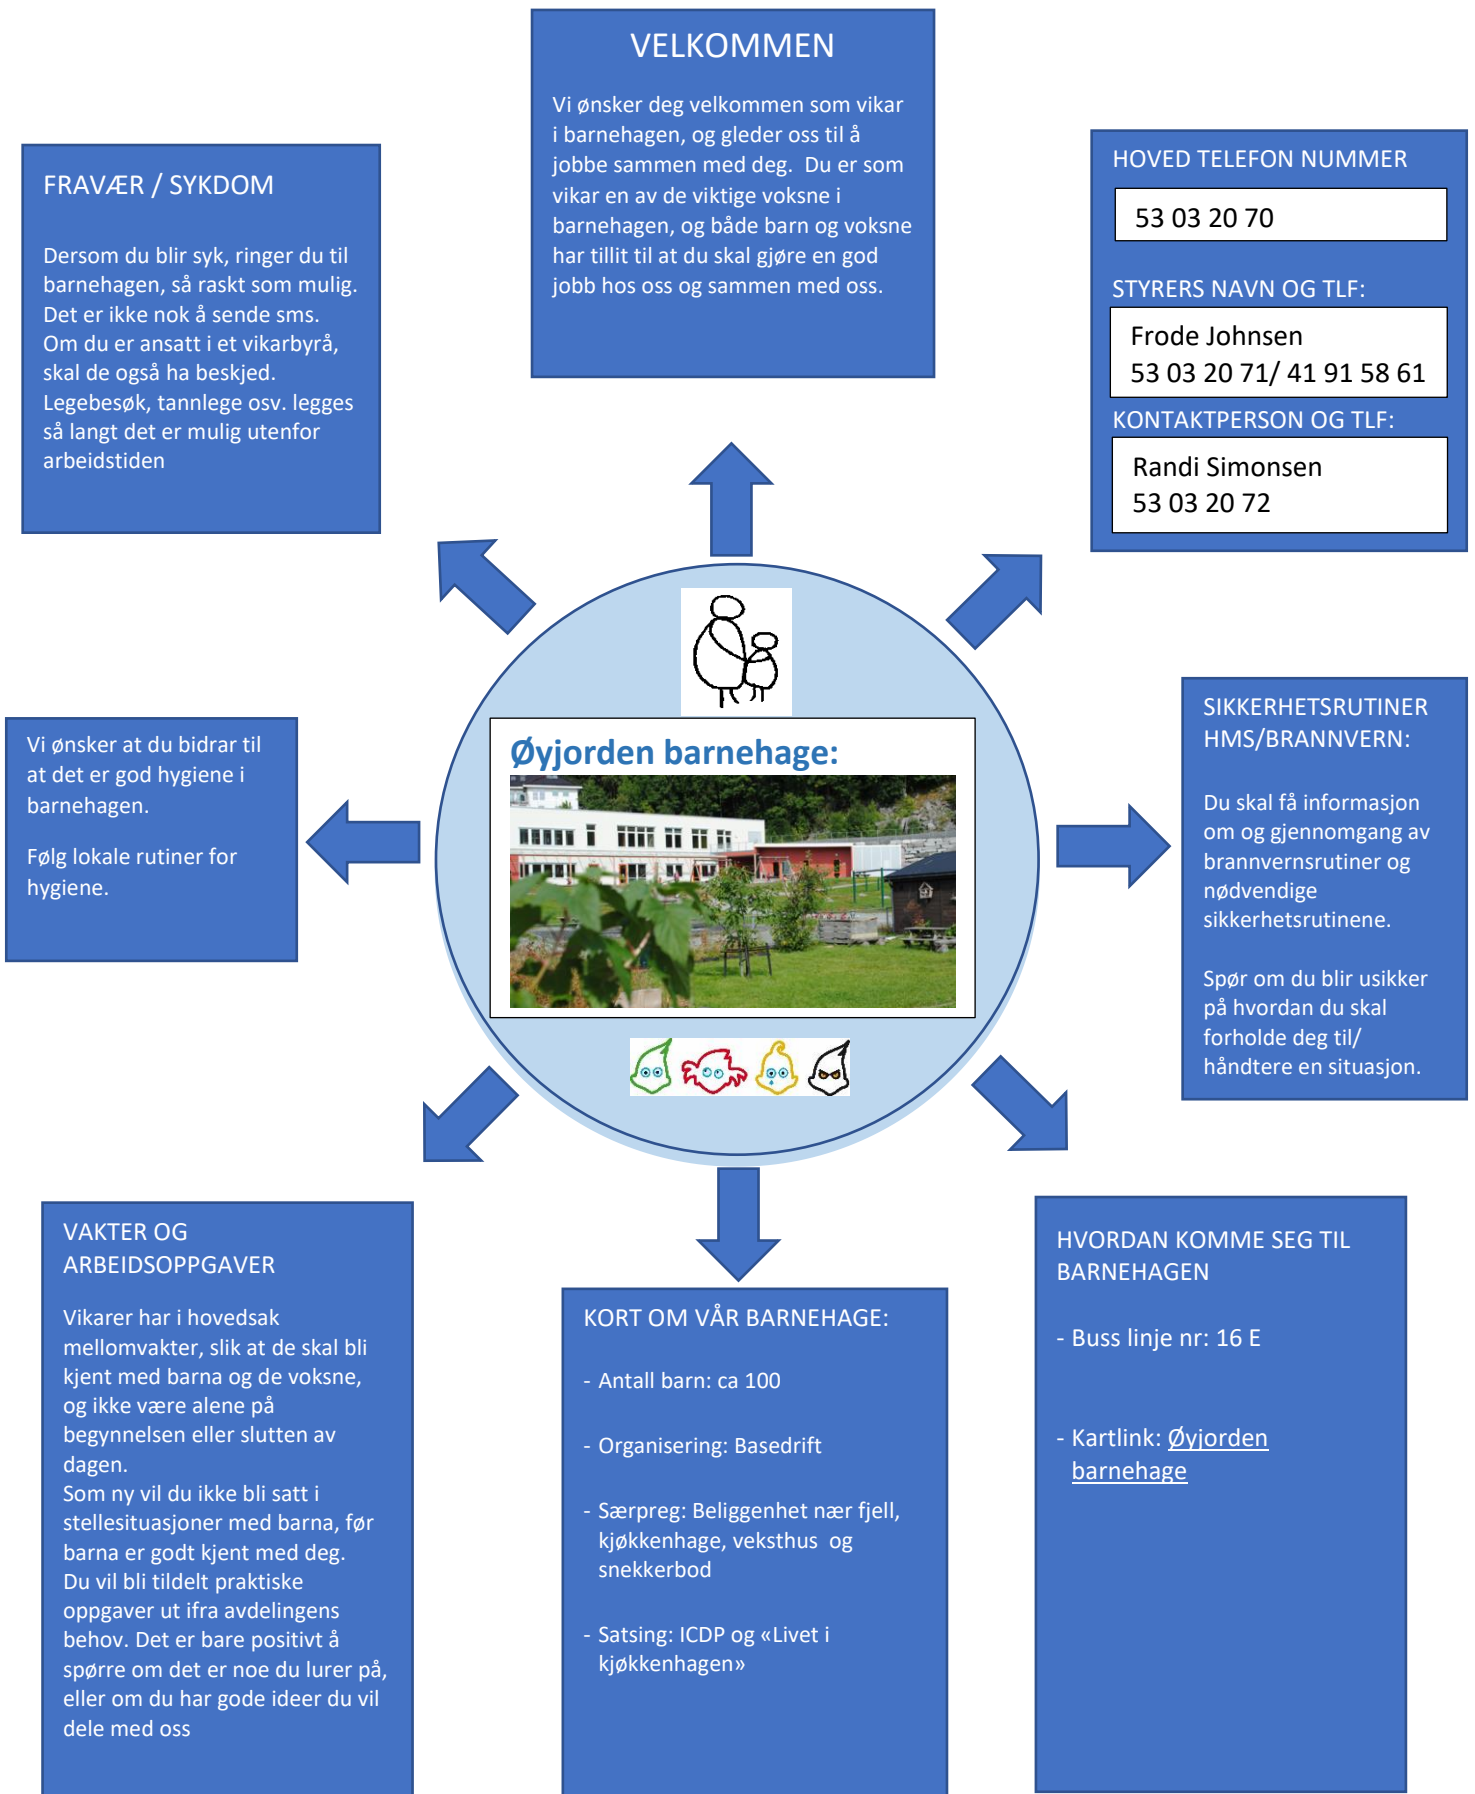 VELKOMMEN
Vi ønsker deg velkommen som vikar
i barnehagen, og gleder oss til å
jobbe sammen med deg.  Du er som
vikar en av de viktige voksne i
barnehagen, og både barn og voksne
har tillit til at du skal gjøre en god
jobb hos oss og sammen med oss.
FRAVÆR / SYKDOM
Dersom du blir syk, ringer du til
barnehagen, så raskt som mulig.
Det er ikke nok å sende sms.
Om du er ansatt i et vikarbyrå,
skal de også ha beskjed.
Legebesøk, tannlege osv. legges
så langt det er mulig utenfor
arbeidstiden
HOVED TELEFON NUMMER
53 03 20 70
STYRERS NAVN OG TLF:
Frode Johnsen
53 03 20 71/ 41 91 58 61
KONTAKTPERSON OG TLF:
Randi Simonsen
53 03 20 72
Vi ønsker at du bidrar til
at det er god hygiene i
barnehagen.
Følg lokale rutiner for
hygiene.
Øyjorden barnehage:
SIKKERHETSRUTINER
HMS/BRANNVERN:
Du skal få informasjon
om og gjennomgang av
brannvernsrutiner og
nødvendige
sikkerhetsrutinene.
Spør om du blir usikker
på hvordan du skal
forholde deg til/
håndtere en situasjon.
VAKTER OG
ARBEIDSOPPGAVER
Vikarer har i hovedsak
mellomvakter, slik at de skal bli
kjent med barna og de voksne,
og ikke være alene på
begynnelsen eller slutten av
dagen.
Som ny vil du ikke bli satt i
stellesituasjoner med barna, før
barna er godt kjent med deg.
Du vil bli tildelt praktiske
oppgaver ut ifra avdelingens
behov. Det er bare positivt å
spørre om det er noe du lurer på,
eller om du har gode ideer du vil
dele med oss
KORT OM VÅR BARNEHAGE:
- Antall barn: ca 100
- Organisering: Basedrift
- Særpreg: Beliggenhet nær fjell,
kjøkkenhage, veksthus  og
snekkerbod
- Satsing: ICDP og «Livet i
kjøkkenhagen»
HVORDAN KOMME SEG TIL
BARNEHAGEN
- Buss linje nr: 16 E
- Kartlink: Øyjorden
barnehage